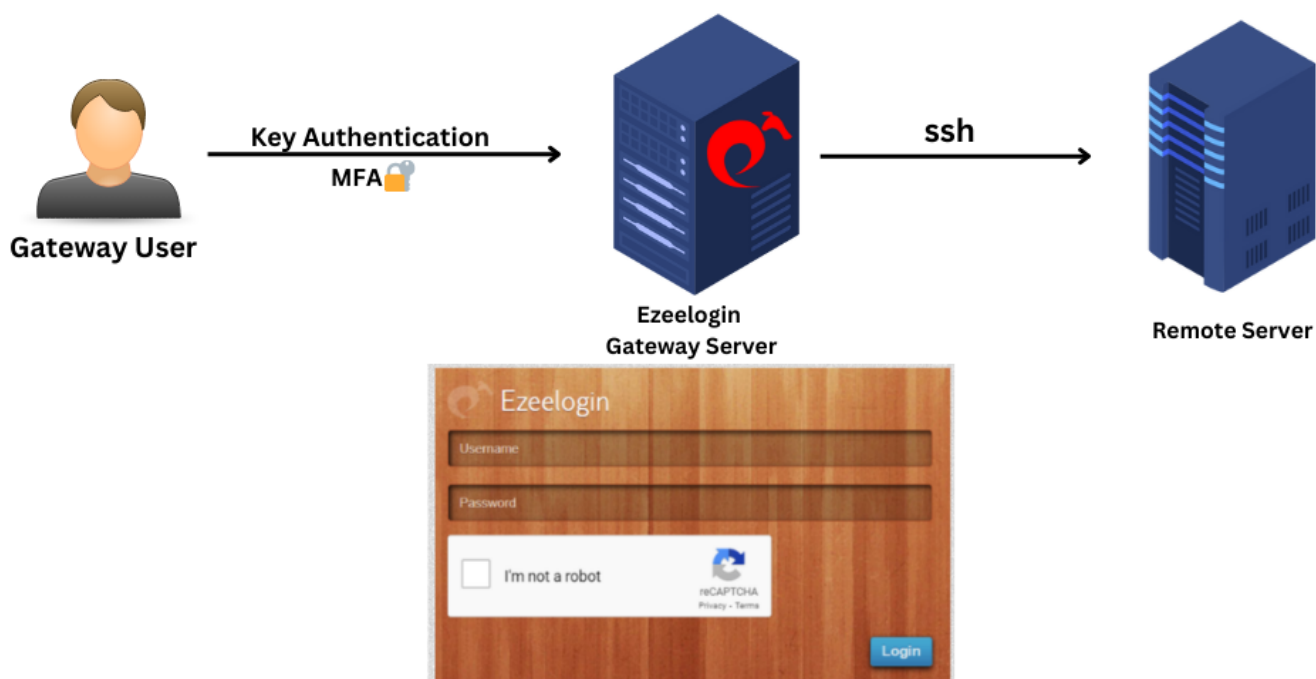 Key Authentication
MFA
ssh
Gateway User
Ezeelogin
Gateway Server
Remote Server
Ezeelogin
Username
Password
I'm not a robot
reCAPTCHA
Privacy - Terms
Login